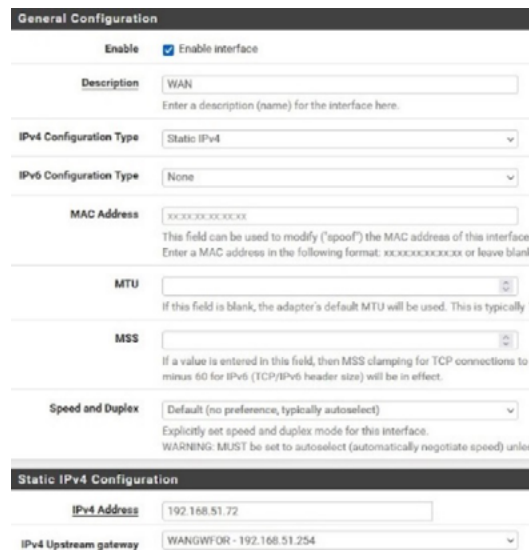 General Configuration
Enable Enable interface
Description WAN
Enter a description (name) for the interface here.
IPv4 Configuration Type Static IPv4
IPv6 Configuration Type None
MAC Address xx:xx:xx:xx:xx:xx
This field can be used to modify ("spoof") the MAC address of this interface
Enter a MAC address in the following format: xx:xx:xx:xx:xx:xx or leave blank
MTU
If this field is blank, the adapter's default MTU will be used. This is typically
MSS
If a value is entered in this field, then MSS clamping for TCP connections to
minus 60 for IPv6 (TCP/IPv6 header size) will be in effect.
Speed and Duplex Default (no preference, typically autoselect)
Explicitly set speed and duplex mode for this interface.
WARNING: MUST be set to autoselect (automatically negotiate speed) unle
Static IPv4 Configuration
IPv4 Address 192.168.51.72
IPv4 Upstream gateway WANGWFOR - 192.168.51.254